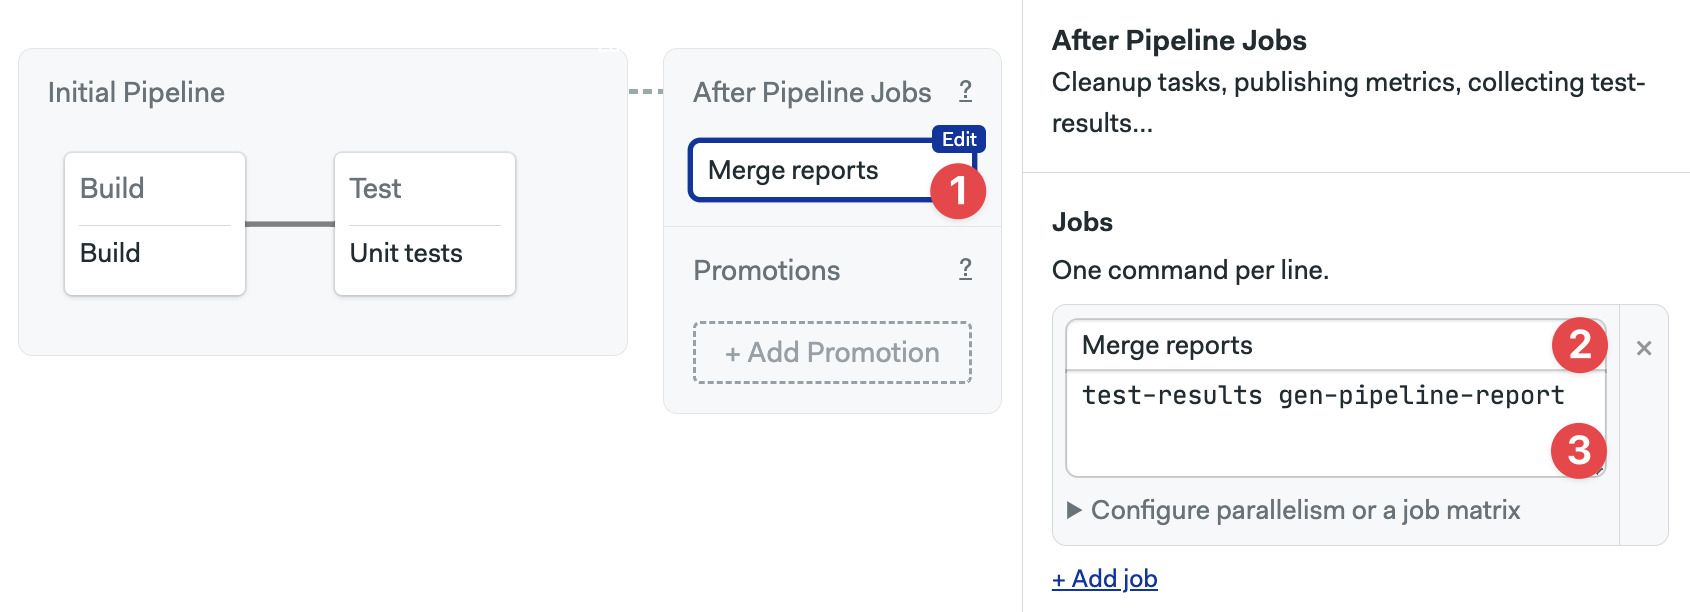 Initial Pipeline
Build
Build
Test
Unit tests
After Pipeline Jobs ?
Edit
Merge reports
1
Promotions ?
+ Add Promotion
After Pipeline Jobs
Cleanup tasks, publishing metrics, collecting test-
results...
Jobs
One command per line.
Merge reports
2
×
test-results gen-pipeline-report
3
▶ Configure parallelism or a job matrix
+ Add job